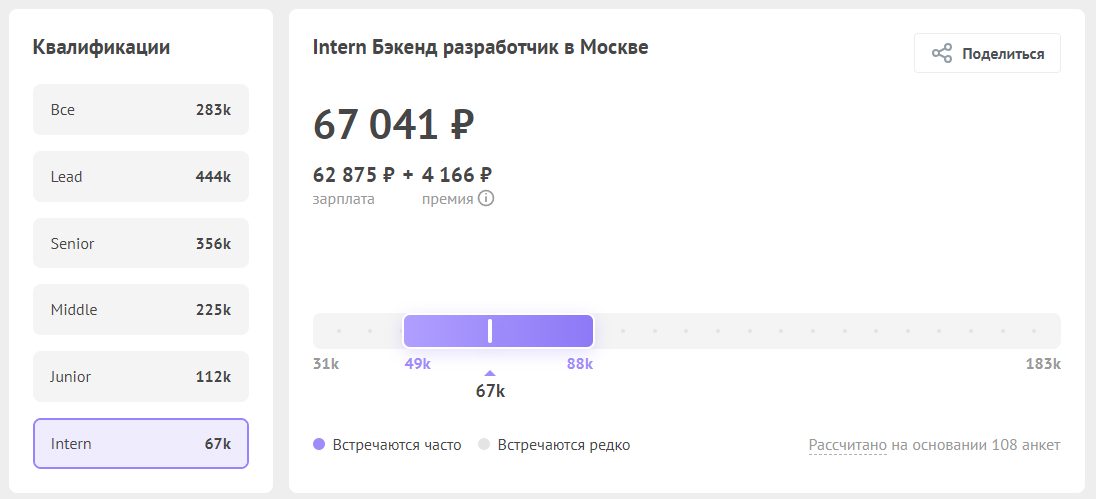 Квалификации
Все 283k
Lead 444k
Senior 356k
Middle 225k
Junior 112k
Intern 67k
Intern Бэкенд разработчик в Москве
Поделиться
67 041 ₽
62 875 ₽ + 4 166 ₽
зарплата премия
31k 49k 88k 183k
67k
Встречаются часто Встречаются редко Рассчитано на основании 108 анкет